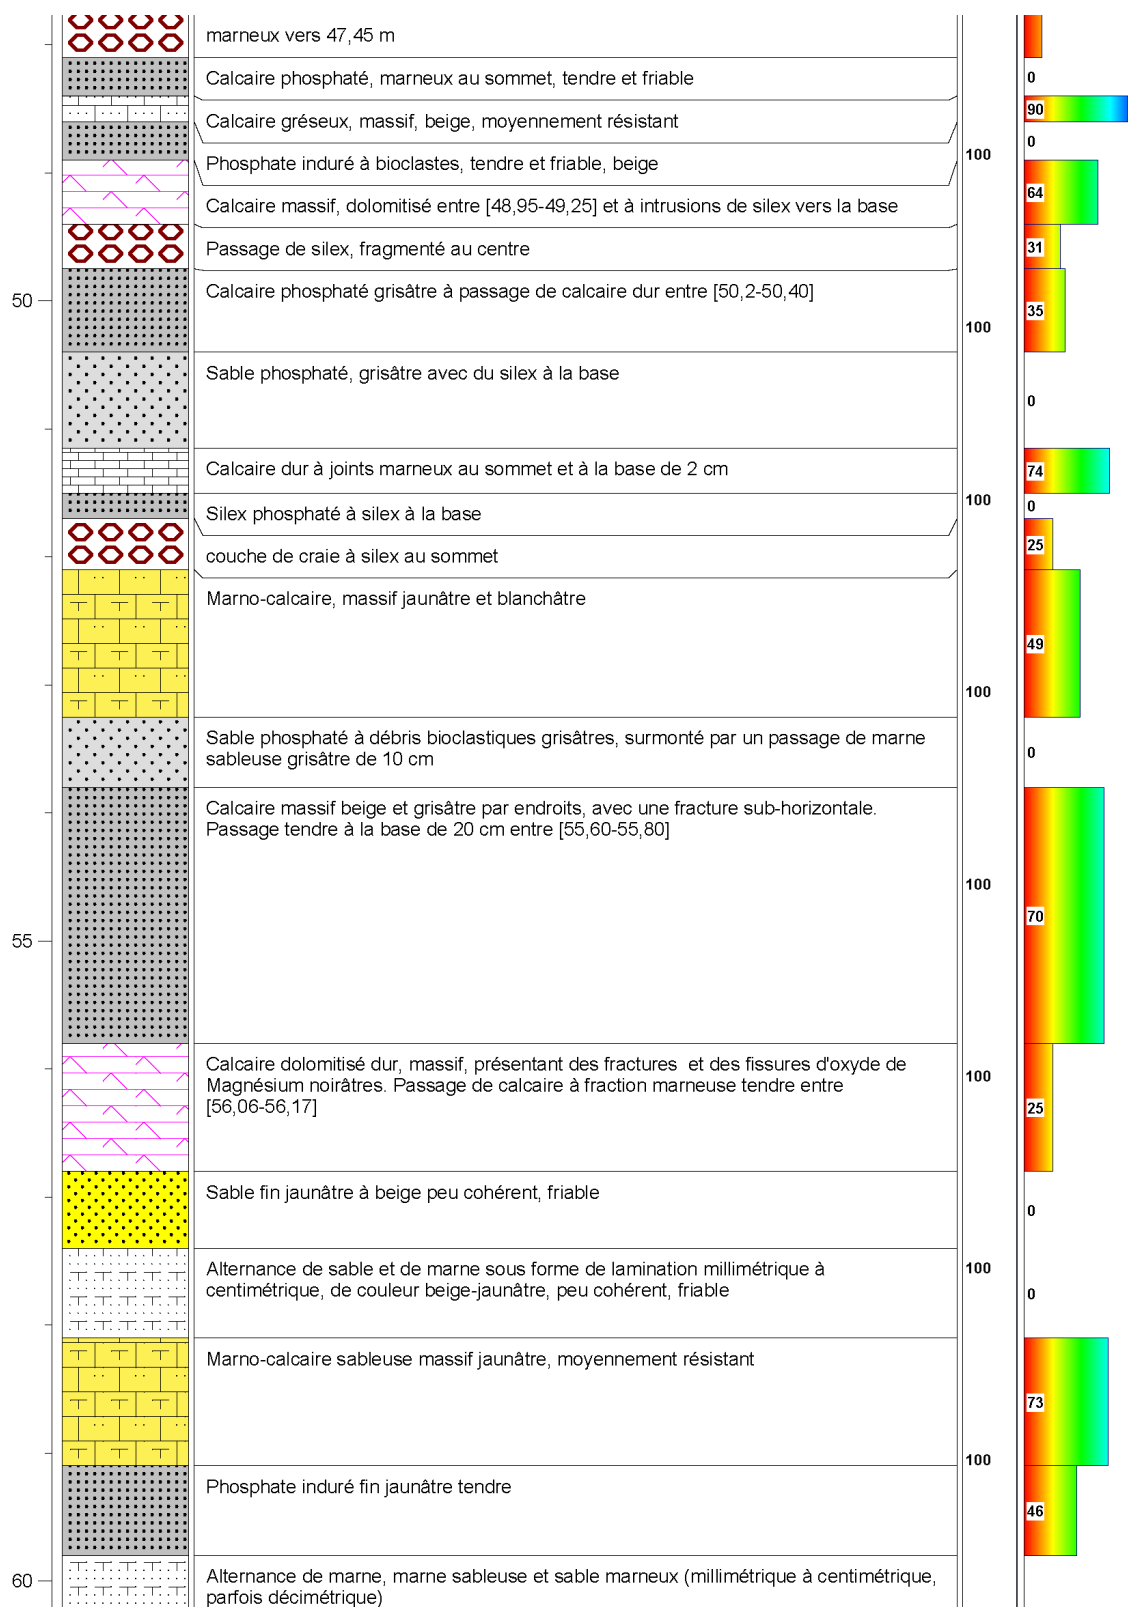 marneux vers 47,45 m
Calcaire phosphaté, marneux au sommet, tendre et friable
0
90
Calcaire gréseux, massif, beige, moyennement résistant
0
100
Phosphate induré à bioclastes, tendre et friable, beige
64
Calcaire massif, dolomitisé entre [48,95-49,25] et à intrusions de silex vers la base
Passage de silex, fragmenté au centre
31
50
Calcaire phosphaté grisâtre à passage de calcaire dur entre [50,2-50,40]
35
100
Sable phosphaté, grisâtre avec du silex à la base
0
Calcaire dur à joints marneux au sommet et à la base de 2 cm
74
100
0
Silex phosphaté à silex à la base
25
couche de craie à silex au sommet
Marno-calcaire, massif jaunâtre et blanchâtre
49
100
Sable phosphaté à débris bioclastiques grisâtres, surmonté par un passage de marne
sableuse grisâtre de 10 cm
0
Calcaire massif beige et grisâtre par endroits, avec une fracture sub-horizontale.
Passage tendre à la base de 20 cm entre [55,60-55,80]
100
70
55
Calcaire dolomitisé dur, massif, présentant des fractures et des fissures d'oxyde de
Magnésium noirâtres. Passage de calcaire à fraction marneuse tendre entre
[56,06-56,17]
100
25
Sable fin jaunâtre à beige peu cohérent, friable
0
Alternance de sable et de marne sous forme de lamination millimétrique à
centimétrique, de couleur beige-jaunâtre, peu cohérent, friable
100
0
Marno-calcaire sableuse massif jaunâtre, moyennement résistant
73
100
Phosphate induré fin jaunâtre tendre
46
60
Alternance de marne, marne sableuse et sable marneux (millimétrique à centimétrique,
parfois décimétrique)